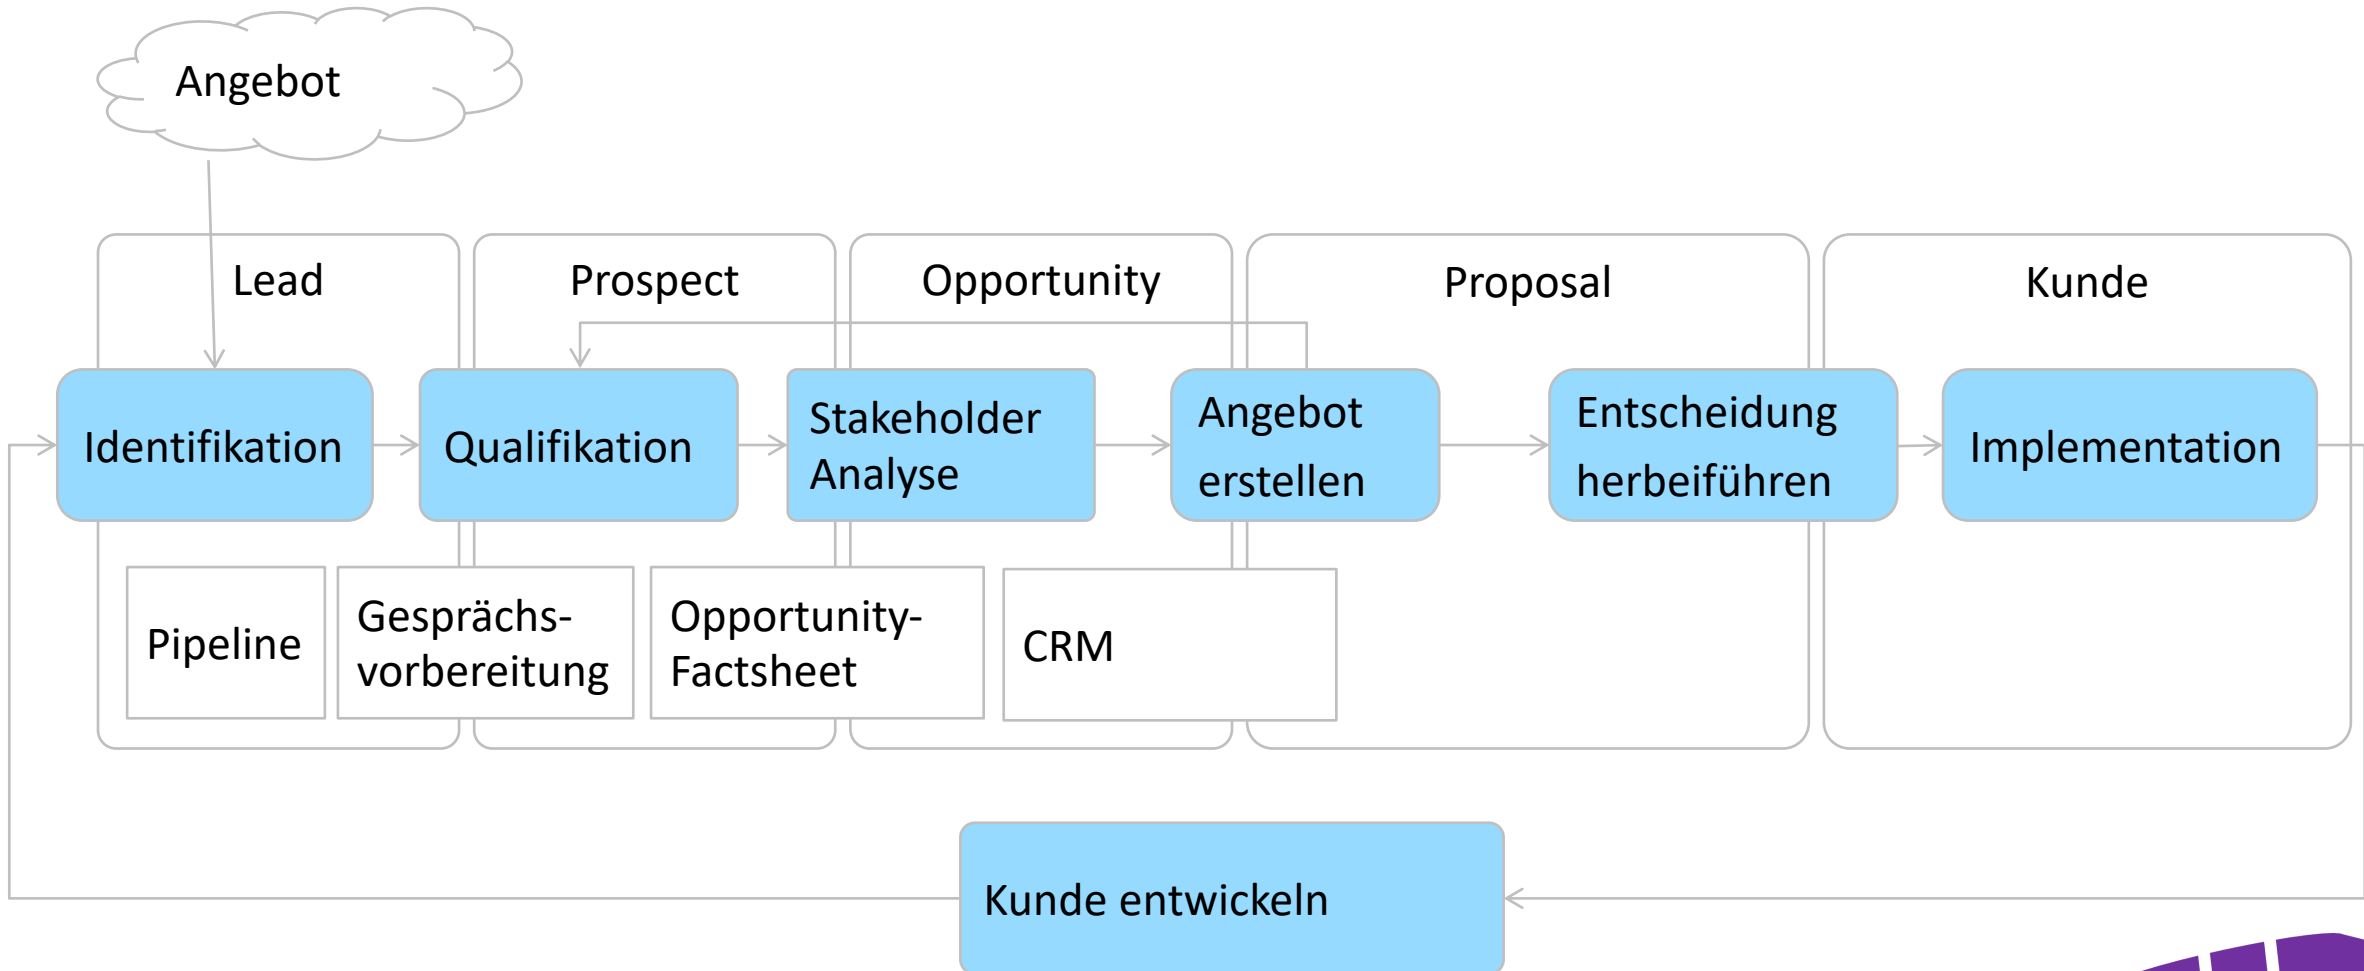 Angebot
Lead
Prospect
Opportunity
Proposal
Kunde
Identifikation
Qualifikation
Stakeholder
Analyse
Angebot
erstellen
Entscheidung
herbeiführen
Implementation
Pipeline
Gesprächs-
vorbereitung
Opportunity-
Factsheet
CRM
Kunde entwickeln